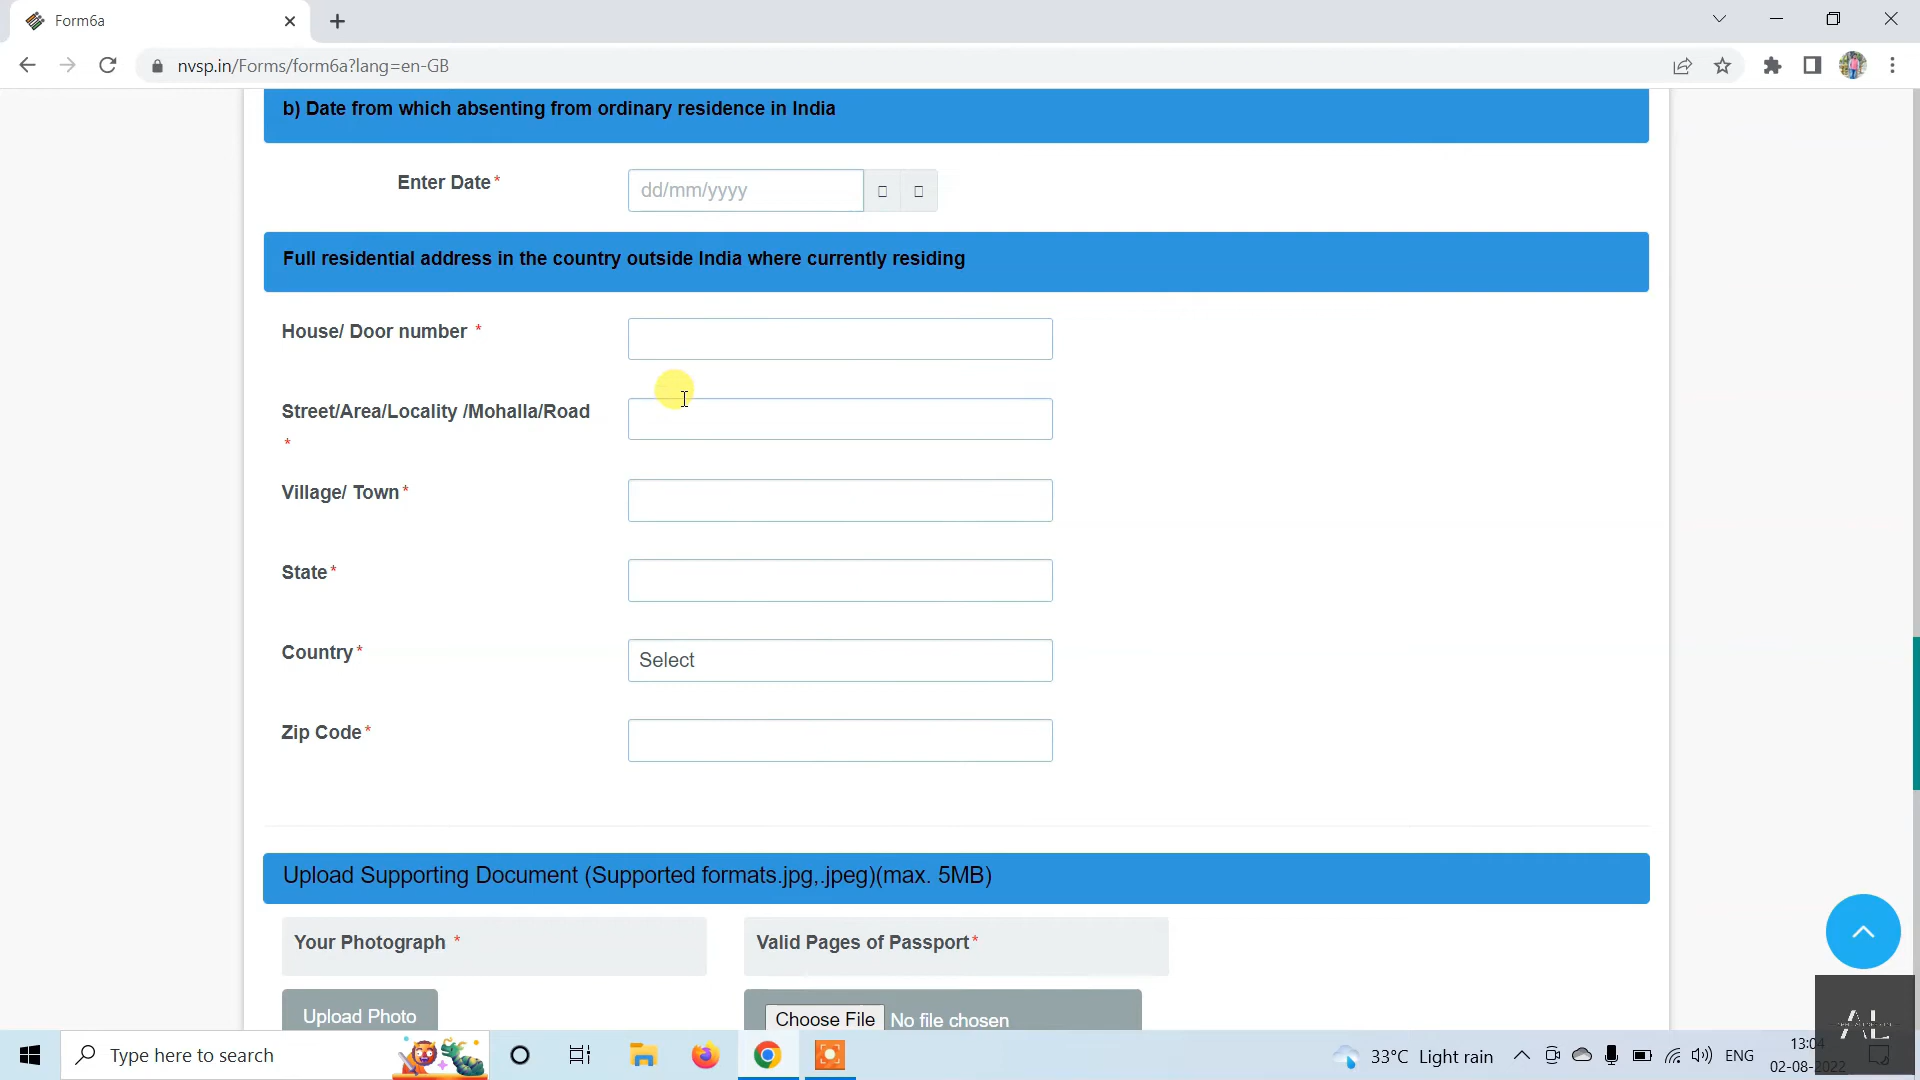 Form6a
nvsp.in/Forms/form6a?lang=en-GB
b) Date from which absenting from ordinary residence in India
Enter Date*
dd/mm/yyyy
Full residential address in the country outside India where currently residing
House/ Door number *
Street/Area/Locality /Mohalla/Road
*
Village/ Town*
State*
Country*
Select
Zip Code*
Upload Supporting Document (Supported formats.jpg,.jpeg)(max. 5MB)
Your Photograph *
Valid Pages of Passport*
Upload Photo
Choose File No file chosen
AL
Type here to search
33°C Light rain
ENG
13:04
02-08-2022